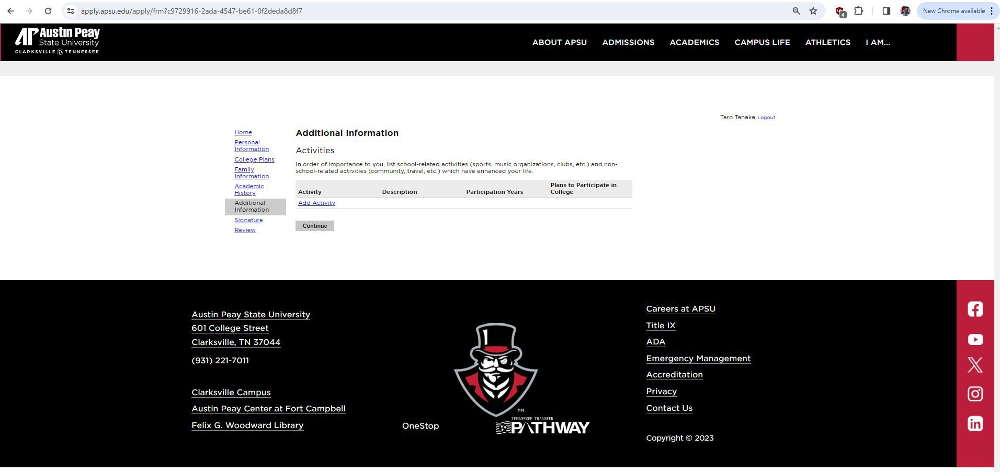 apply.apsu.edu/apply/frm?c9729916-2ada-4547-be61-0f2deda8d8f7
4
New Chrome available
AP Austin Peay
State University
CLARKSVILLE TENNESSEE
ABOUT APSU ADMISSIONS ACADEMICS CAMPUS LIFE ATHLETICS I AM...
Taro Tanaka Logout
Home
Personal
Information
College Plans
Family
Information
Academic
History
Additional
Information
Signature
Review
Additional Information
Activities
In order of importance to you, list school-related activities (sports, music organizations, clubs, etc.) and non-
school-related activities (community, travel, etc.) which have enhanced your life.
Activity Description Participation Years Plans to Participate in
College
Add Activity
Continue
Austin Peay State University
601 College Street
Clarksville, TN 37044
(931) 221-7011
Clarksville Campus
Austin Peay Center at Fort Campbell
Felix G. Woodward Library
OneStop
TM
TENNESSEE TRANSFER
PATHWAY
Careers at APSU
Title IX
ADA
Emergency Management
Accreditation
Privacy
Contact Us
Copyright © 2023